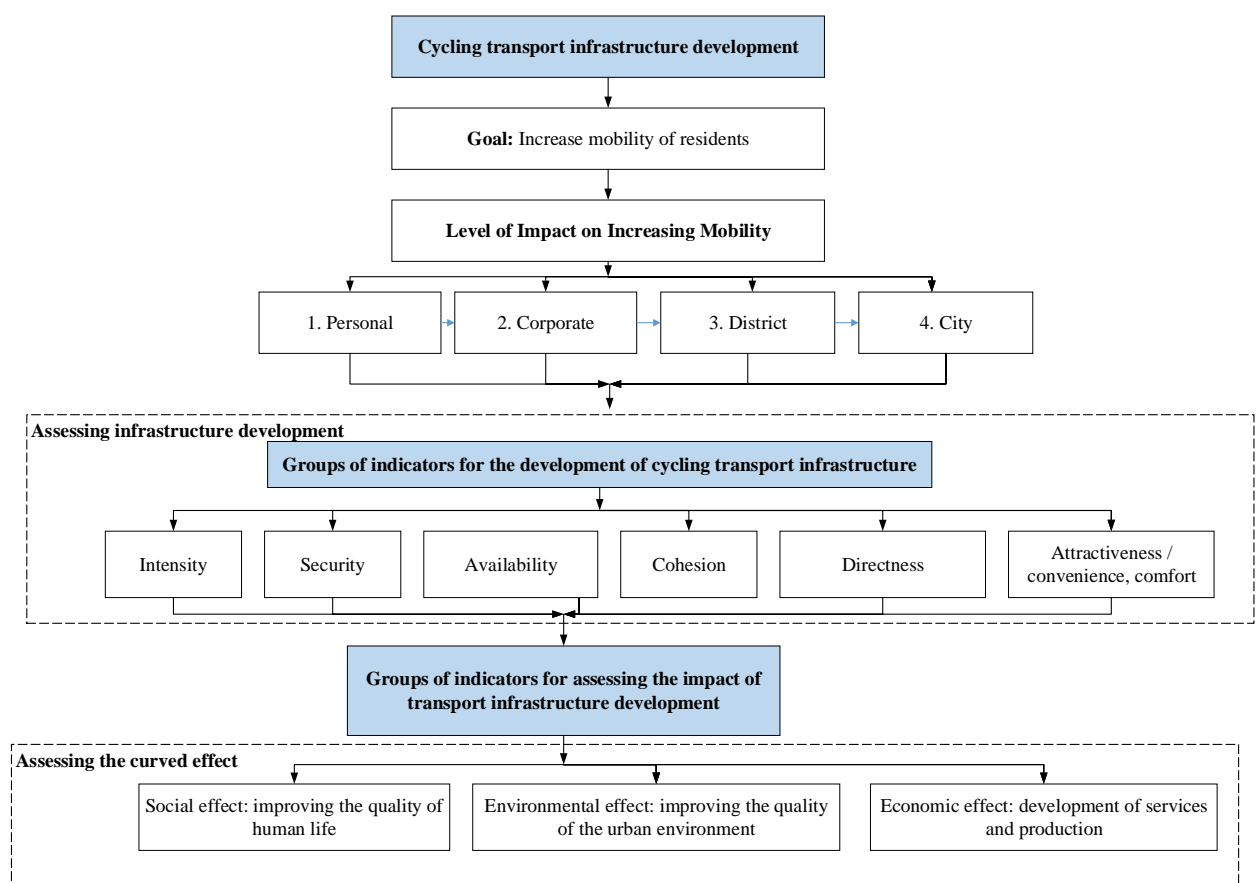 Cycling transport infrastructure development
Goal: Increase mobility of residents
Level of Impact on Increasing Mobility
1. Personal
2. Corporate
3. District
4. City
Assessing infrastructure development
Groups of indicators for the development of cycling transport infrastructure
Intensity
Security
Availability
Cohesion
Directness
Attractiveness /
convenience, comfort
Groups of indicators for assessing the impact of
transport infrastructure development
Assessing the curved effect
Social effect: improving the quality of
human life
Environmental effect: improving the quality
of the urban environment
Economic effect: development of services
and production